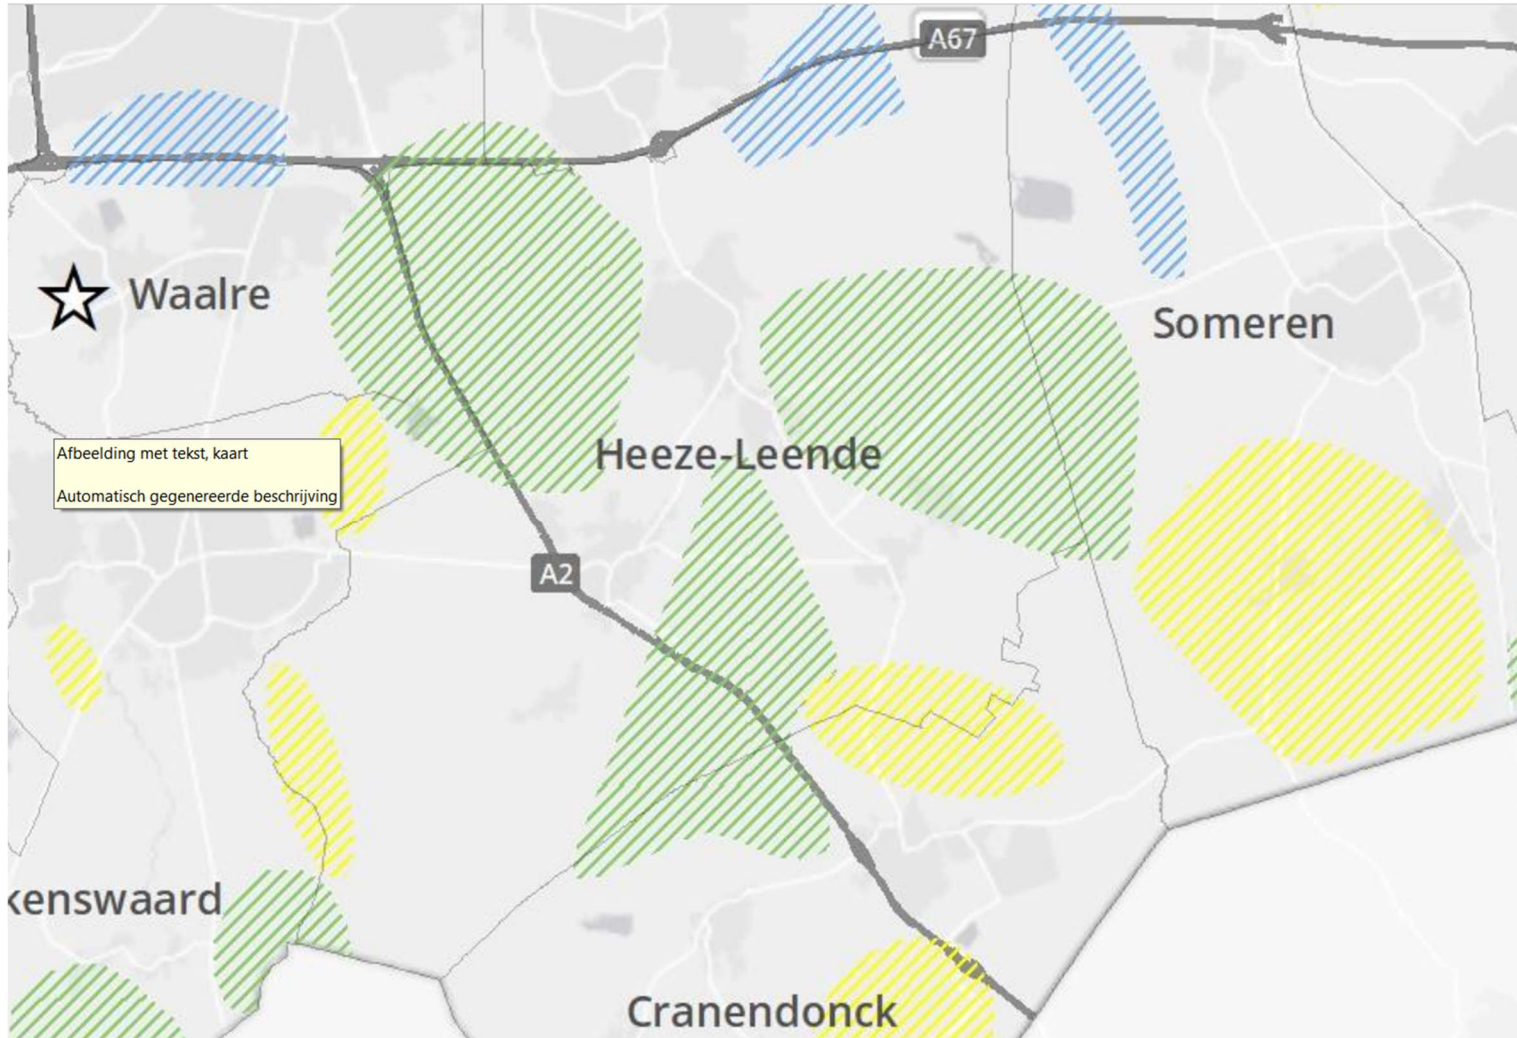 A67
Waalre
Someren
Afbeelding met tekst, kaart
Automatisch gegenereerde beschrijving
Heeze-Leende
A2
kenswaard
Cranendonck